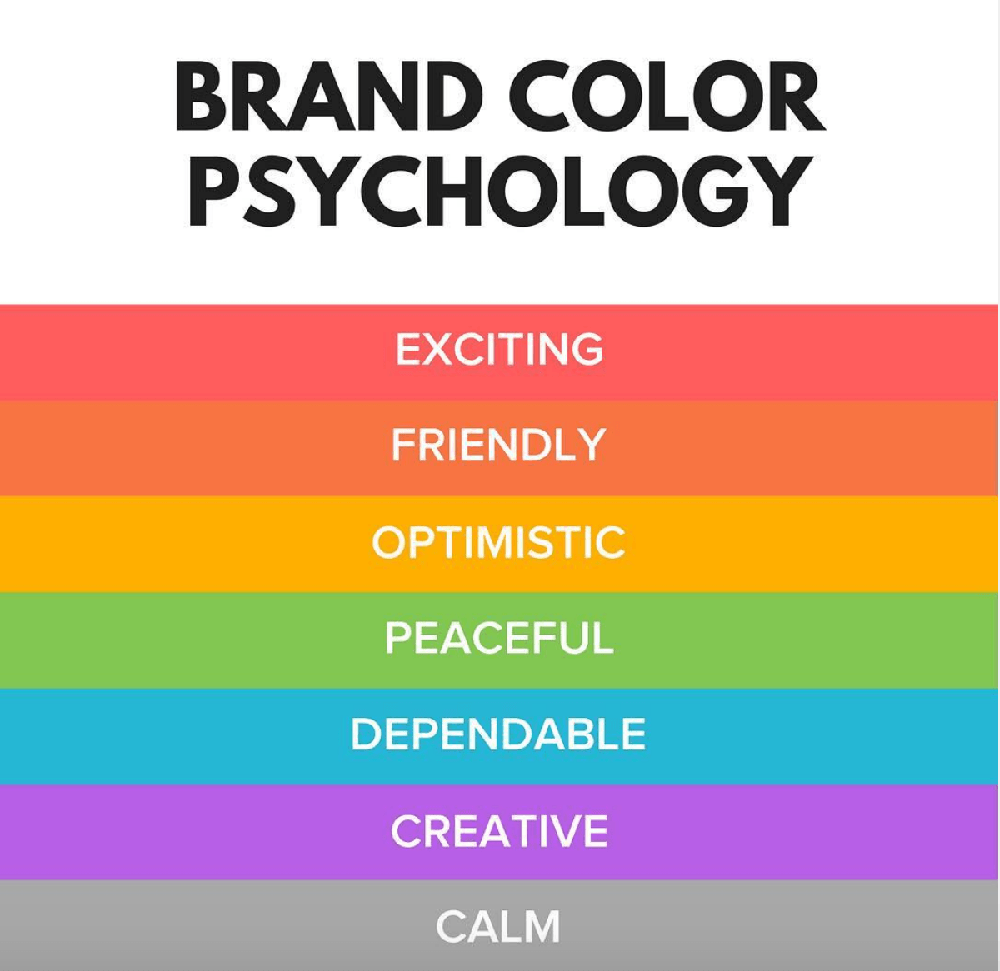 BRAND COLOR
PSYCHOLOGY
EXCITING
FRIENDLY
OPTIMISTIC
PEACEFUL
DEPENDABLE
CREATIVE
CALM